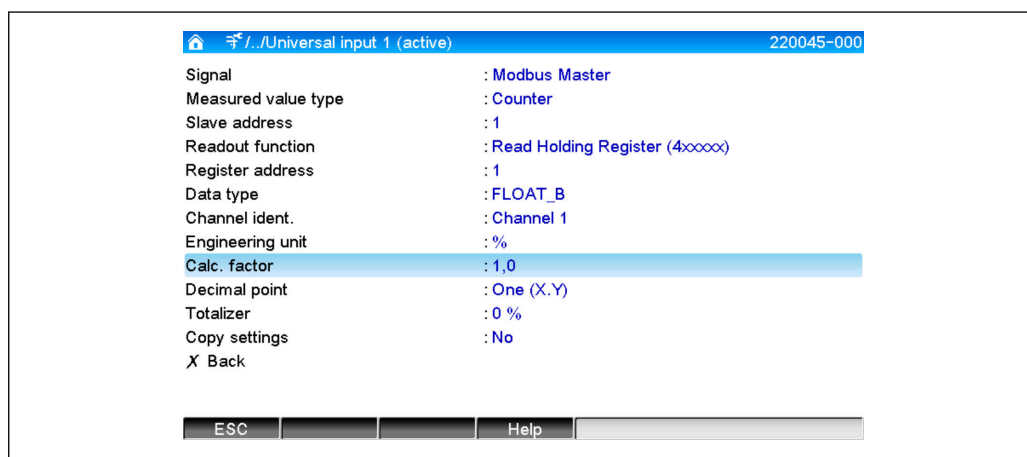 /../Universal input 1 (active) 220045-000
Signal : Modbus Master
Measured value type : Counter
Slave address : 1
Readout function : Read Holding Register (4xxxxx)
Register address : 1
Data type : FLOAT_B
Channel ident. : Channel 1
Engineering unit : %
Calc. factor : 1,0
Decimal point : One (X.Y)
Totalizer : 0 %
Copy settings : No
X Back
ESC Help